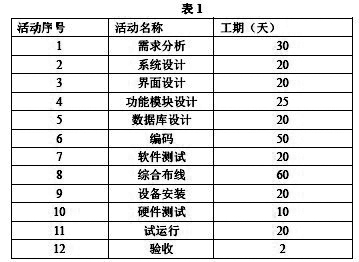 表1
活动序号 活动名称 工期（天）
1 需求分析 30
2 系统设计 20
3 界面设计 20
4 功能模块设计 25
5 数据库设计 20
6 编码 50
7 软件测试 20
8 综合布线 60
9 设备安装 20
10 硬件测试 10
11 试运行 20
12 验收 2